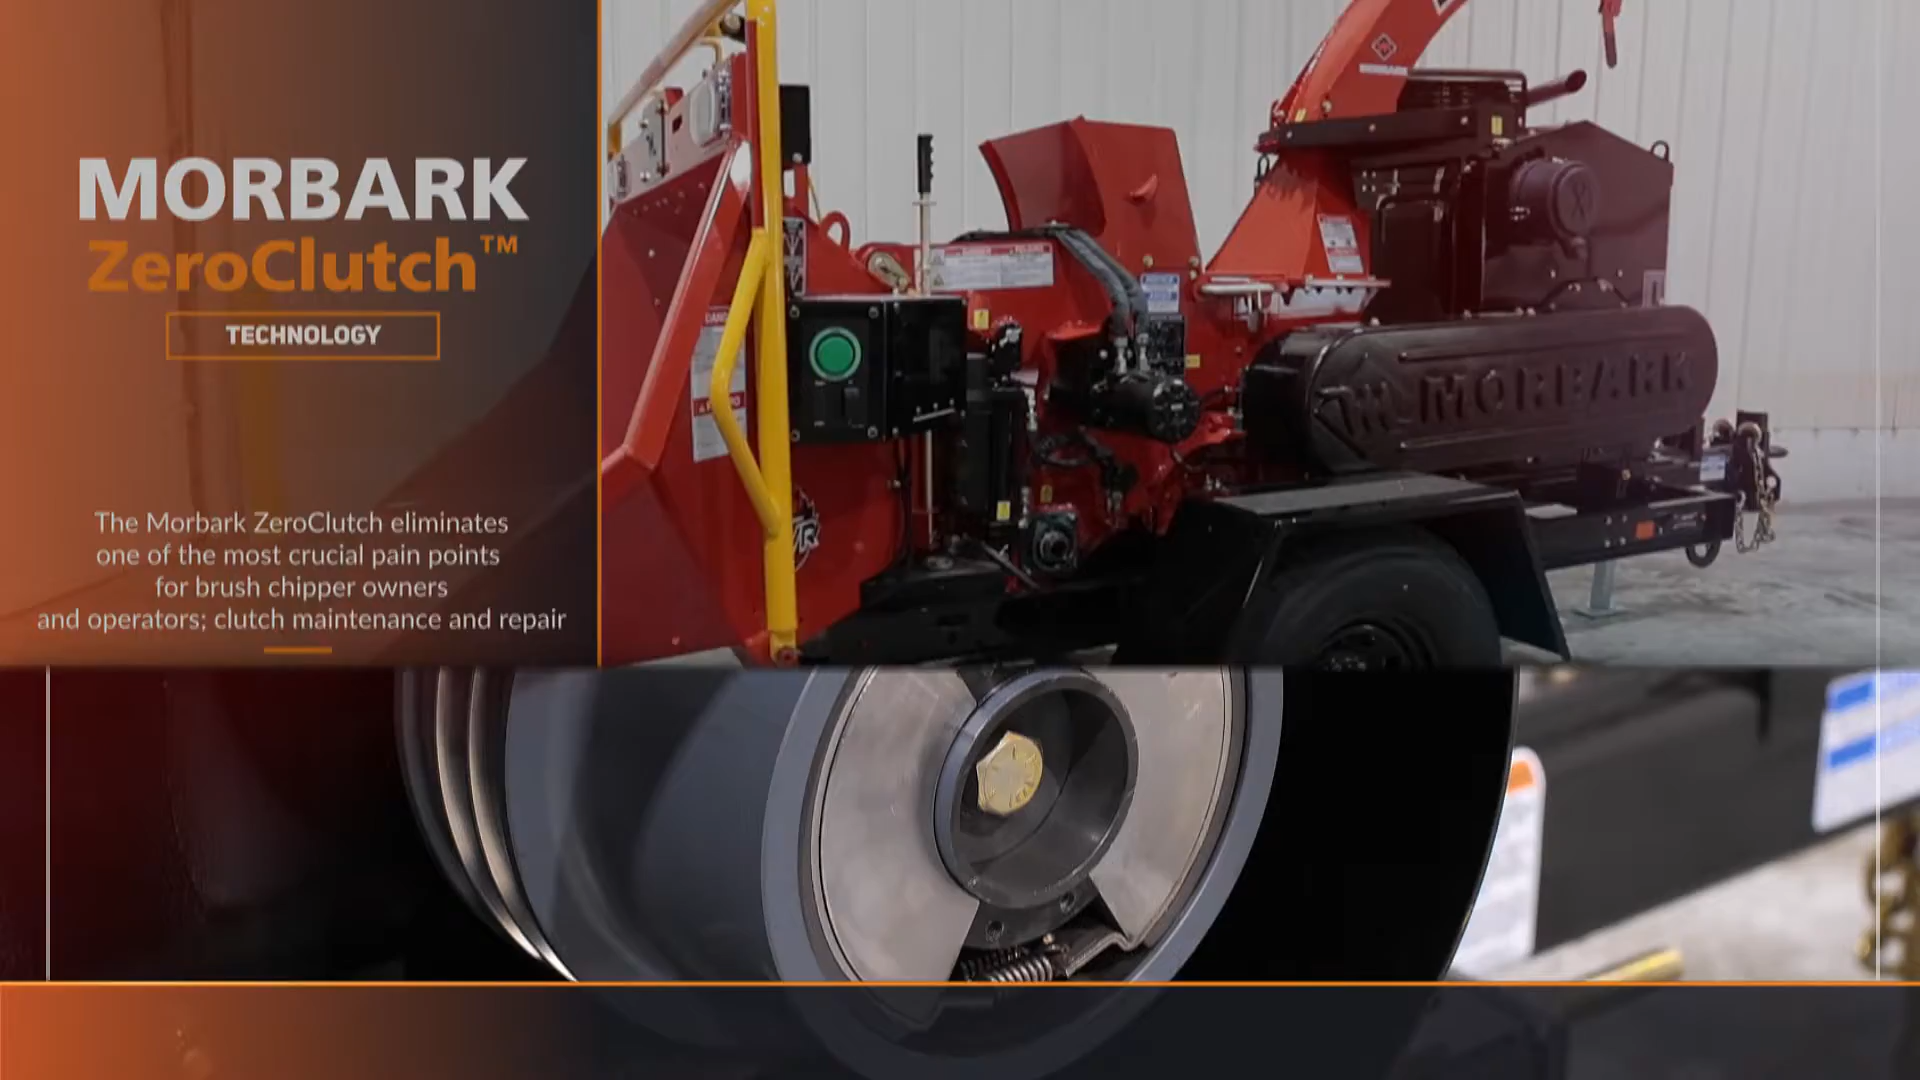 MORBARK
ZeroClutch™
TECHNOLOGY
The Morbark ZeroClutch eliminates
one of the most crucial pain points
for brush chipper owners
and operators; clutch maintenance and repair
MORBARK
MORBARK